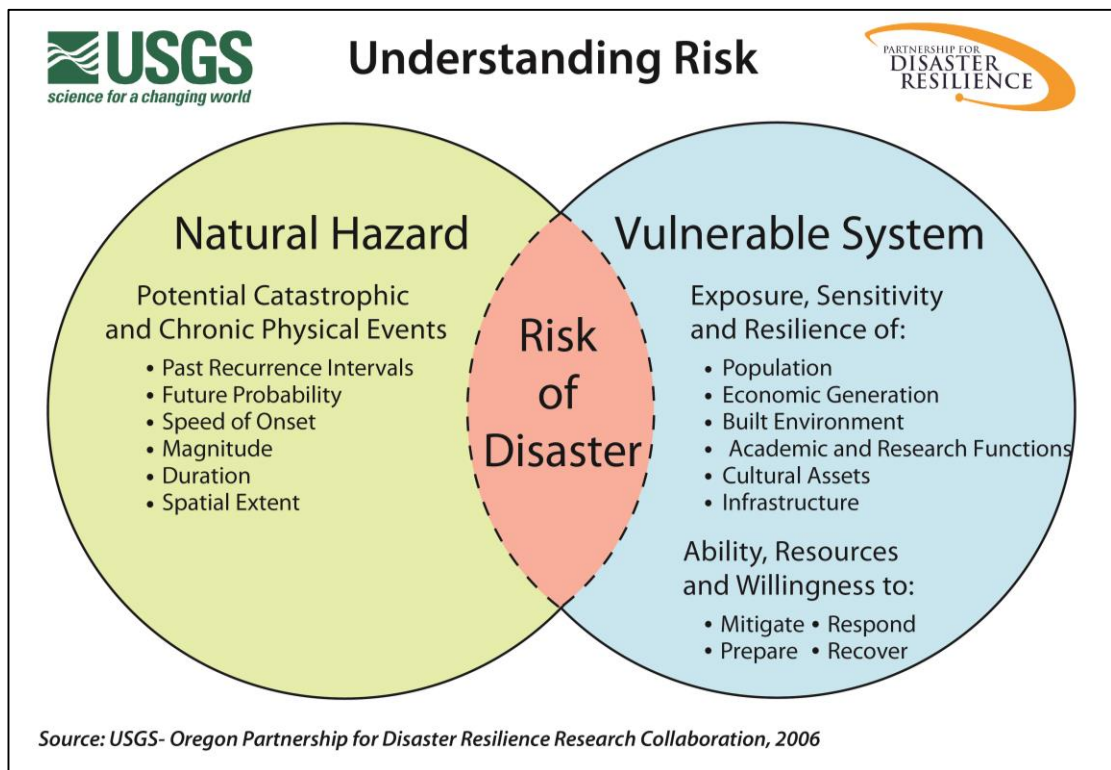 USGS
science for a changing world
Understanding Risk
PARTNERSHIP FOR
DISASTER
RESILIENCE
Natural Hazard
Potential Catastrophic
and Chronic Physical Events
• Past Recurrence Intervals
• Future Probability
• Speed of Onset
• Magnitude
• Duration
• Spatial Extent
Risk
of
Disaster
Vulnerable System
Exposure, Sensitivity
and Resilience of:
• Population
• Economic Generation
• Built Environment
• Academic and Research Functions
• Cultural Assets
• Infrastructure
Ability, Resources
and Willingness to:
• Mitigate • Respond
• Prepare • Recover
Source: USGS- Oregon Partnership for Disaster Resilience Research Collaboration, 2006